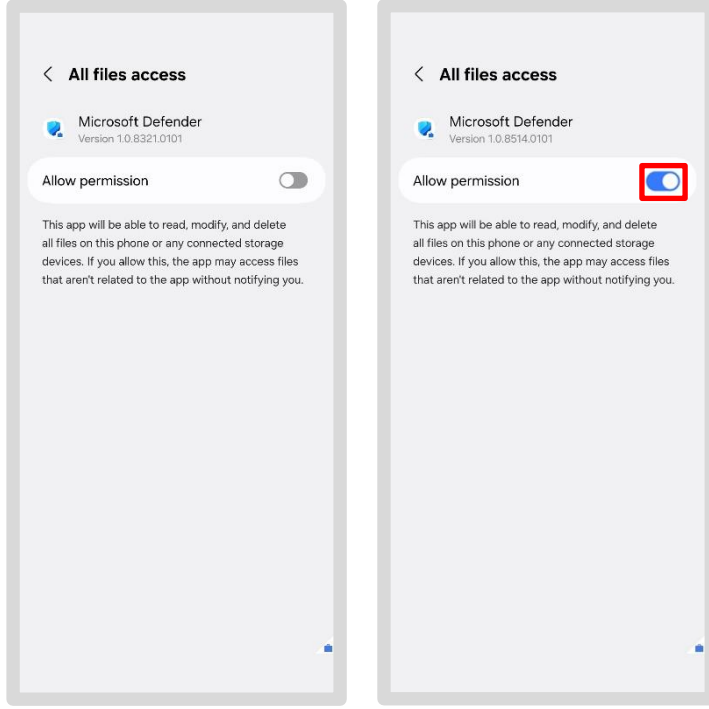 All files access
Microsoft Defender
Version 1.0.8321.0101
Allow permission
This app will be able to read, modify, and delete
all files on this phone or any connected storage
devices. If you allow this, the app may access files
that aren't related to the app without notifying you.
All files access
Microsoft Defender
Version 1.0.8514.0101
Allow permission
This app will be able to read, modify, and delete
all files on this phone or any connected storage
devices. If you allow this, the app may access files
that aren't related to the app without notifying you.